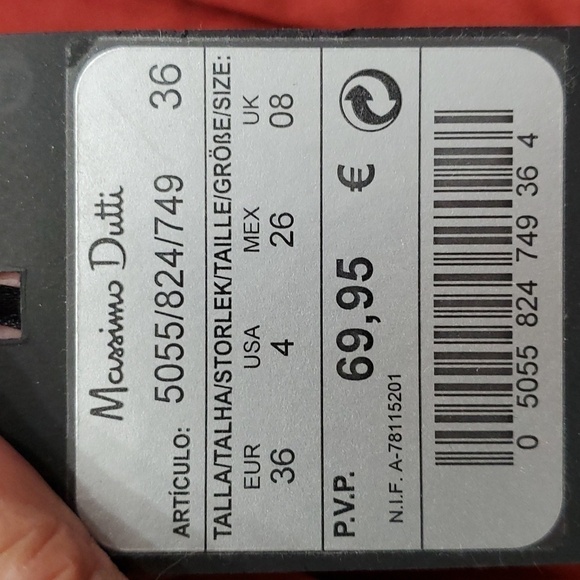 Massimo Dutti
ARTÍCULO: 5055/824/749 36
TALLA/TALHA/STORLEK/TAILLE/GRÖßE/SIZE:
EUR USA MEX UK
36 4 26 08
P.V.P. 69,95 €
N.I.F. A-78115201
0 5055 824 749 36 4